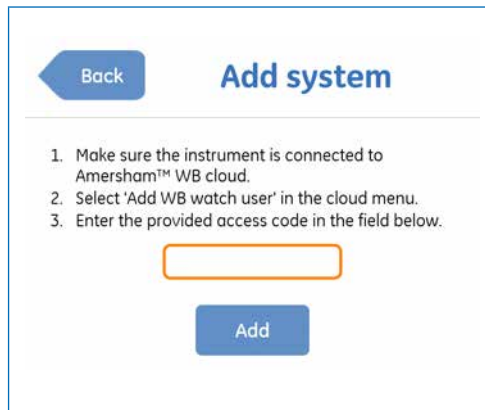 Back
Add system
1. Make sure the instrument is connected to
Amersham™ WB cloud.
2. Select 'Add WB watch user' in the cloud menu.
3. Enter the provided access code in the field below.
Add